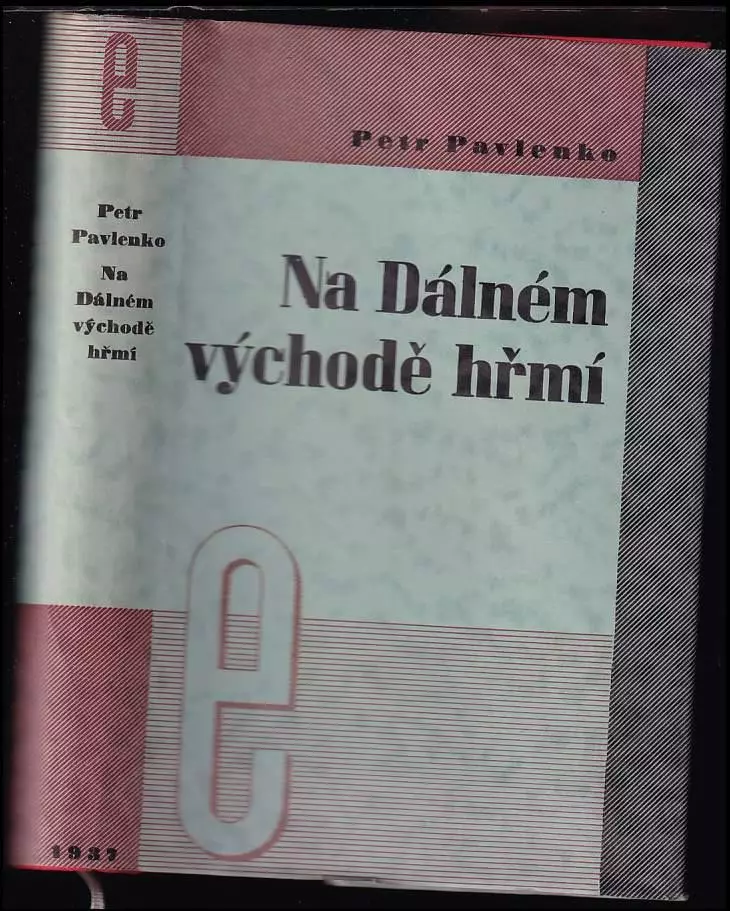 e
Petr
Pavlenko
Na
Dálném
východě
hřmí
1937
Petr Pavlenko
Na Dálném
východě hřmí
e